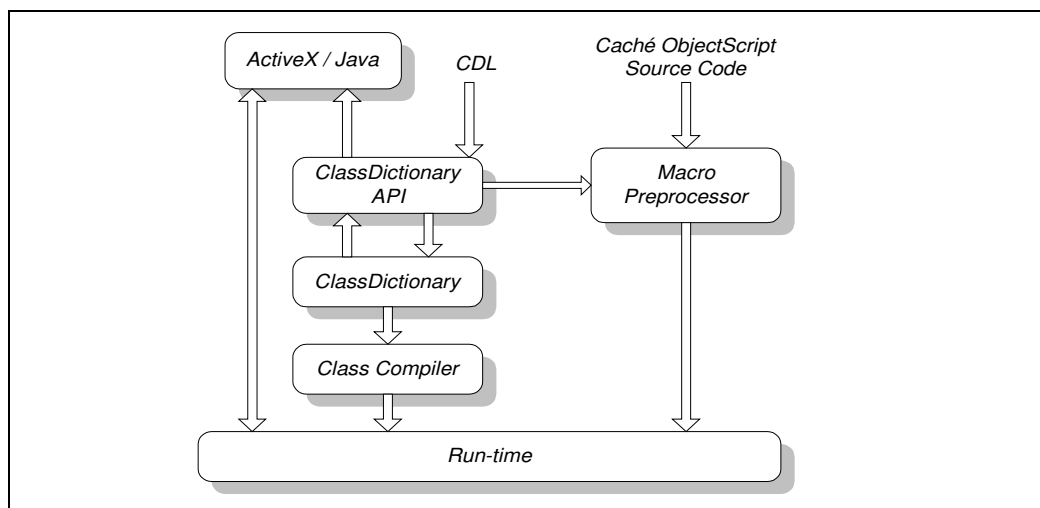 ActiveX / Java
CDL
Caché ObjectScript
Source Code
ClassDictionary
API
Macro
Preprocessor
ClassDictionary
Class Compiler
Run-time